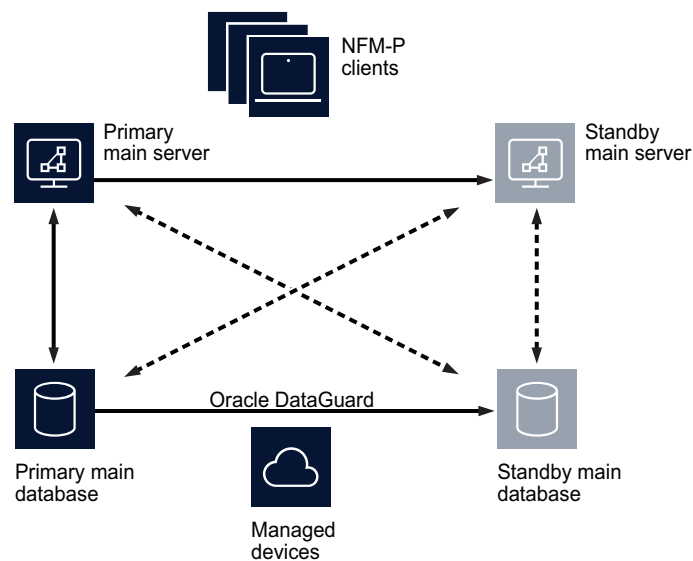 NFM-P
clients
Primary
main server
Standby
main server
Oracle DataGuard
Primary main
database
Standby main
database
Managed
devices